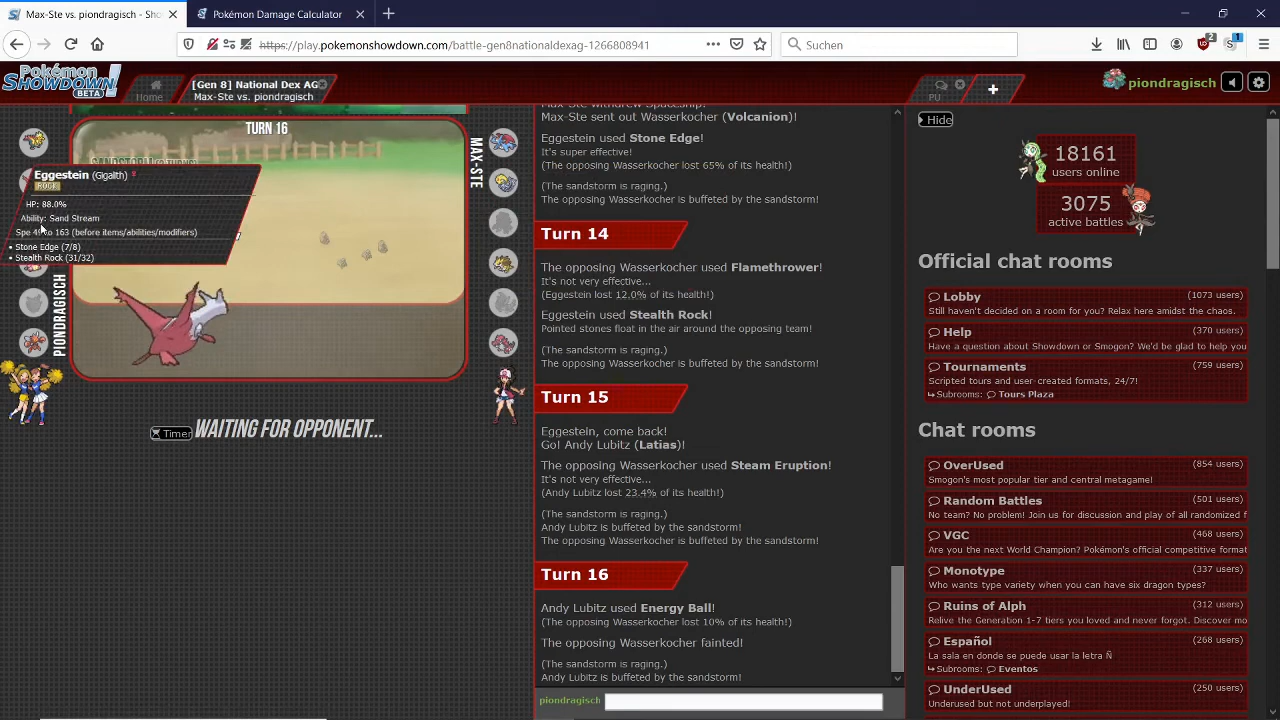 Max-Ste vs. piondragisch - Sho
Pokémon Damage Calculator
https://play.pokemonshowdown.com/battle-gen8nationaldexag-1266808941
Suchen
2
1
Pokémon
Showdown!
BETA!
Home
[Gen 8] National Dex AG
Max-Ste vs. piondragisch
PU
piondragisch
TURN 16
Eggestein (Gigalith)
ROCK
HP: 88.0%
Ability: Sand Stream
Spe 49 to 163 (before items/abilities/modifiers)
• Stone Edge (7/8)
• Stealth Rock (31/32)
PIONDRAGISCH
MAX-STE
Timer
WAITING FOR OPPONENT...
Max-Ste withdrew Spaceship!
Max-Ste sent out Wasserkocher (Volcanion)!
Eggestein used Stone Edge!
It's super effective!
(The opposing Wasserkocher lost 65% of its health!)
(The sandstorm is raging.)
The opposing Wasserkocher is buffeted by the sandstorm!
Turn 14
The opposing Wasserkocher used Flamethrower!
It's not very effective...
(Eggestein lost 12.0% of its health!)
Eggestein used Stealth Rock!
Pointed stones float in the air around the opposing team!
(The sandstorm is raging.)
The opposing Wasserkocher is buffeted by the sandstorm!
Turn 15
Eggestein, come back!
Go! Andy Lubitz (Latias)!
The opposing Wasserkocher used Steam Eruption!
It's not very effective...
(Andy Lubitz lost 23.4% of its health!)
(The sandstorm is raging.)
Andy Lubitz is buffeted by the sandstorm!
The opposing Wasserkocher is buffeted by the sandstorm!
Turn 16
Andy Lubitz used Energy Ball!
(The opposing Wasserkocher lost 10% of its health!)
The opposing Wasserkocher fainted!
(The sandstorm is raging.)
Andy Lubitz is buffeted by the sandstorm!
piondragisch
Hide
18161
users online
3075
active battles
Official chat rooms
Lobby (1073 users)
Still haven't decided on a room for you? Relax here amidst the chaos.
Help (370 users)
Have a question about Showdown or Smogon? We'd be glad to help you
Tournaments (759 users)
Scripted tours and user-created formats, 24/7!
Subrooms: Tours Plaza
Chat rooms
OverUsed (854 users)
Smogon's most popular tier and central metagame!
Random Battles (501 users)
No team? No problem! Join us for discussion and play of all randomized f
VGC (468 users)
Are you the next World Champion? Pokémon's official competitive format
Monotype (337 users)
Who wants type variety when you can have six dragon types?
Ruins of Alph (312 users)
Relive the Generation 1-7 tiers you loved and never forgot. Discover mo
Español (268 users)
La sala en donde se puede usar la letra Ñ
Subrooms: Eventos
UnderUsed (250 users)
Underused but not underplayed!